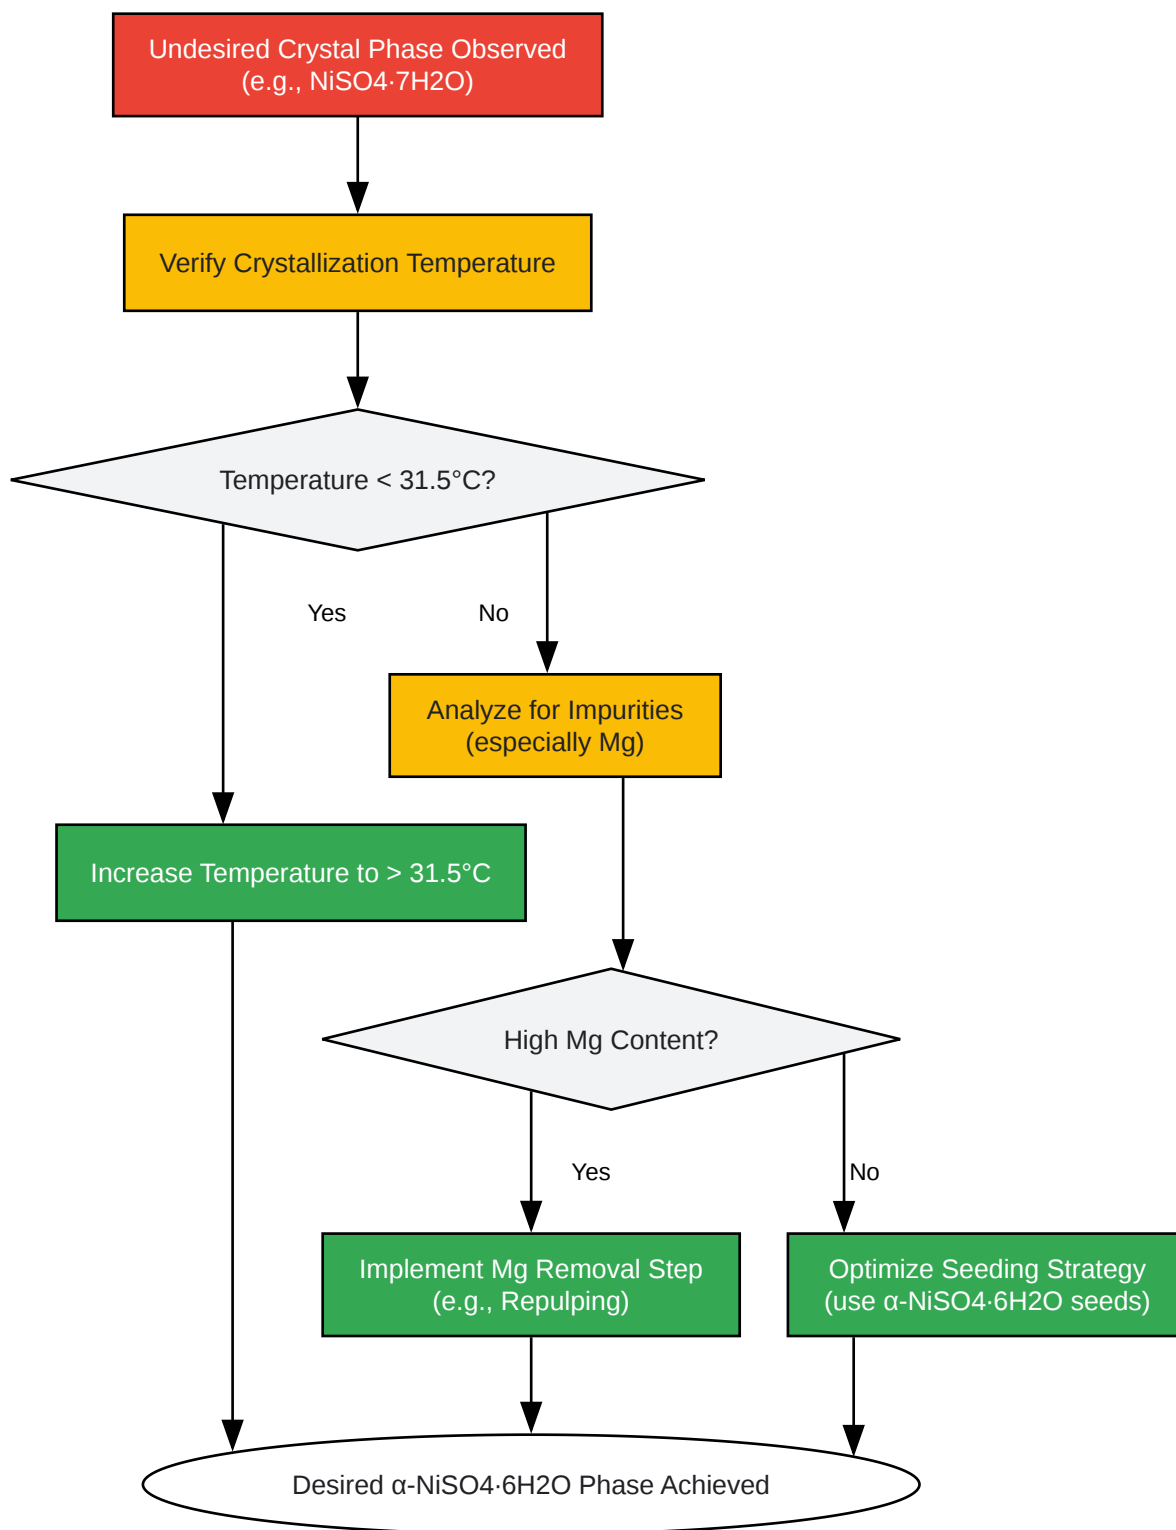 Undesired Crystal Phase Observed
(e.g., NiSO4·7H2O)
Verify Crystallization Temperature
Temperature < 31.5°C?
Yes
No
Analyze for Impurities
(especially Mg)
Increase Temperature to > 31.5°C
High Mg Content?
Yes
No
Implement Mg Removal Step
(e.g., Repulping)
Optimize Seeding Strategy
(use α-NiSO4·6H2O seeds)
Desired α-NiSO4·6H2O Phase Achieved